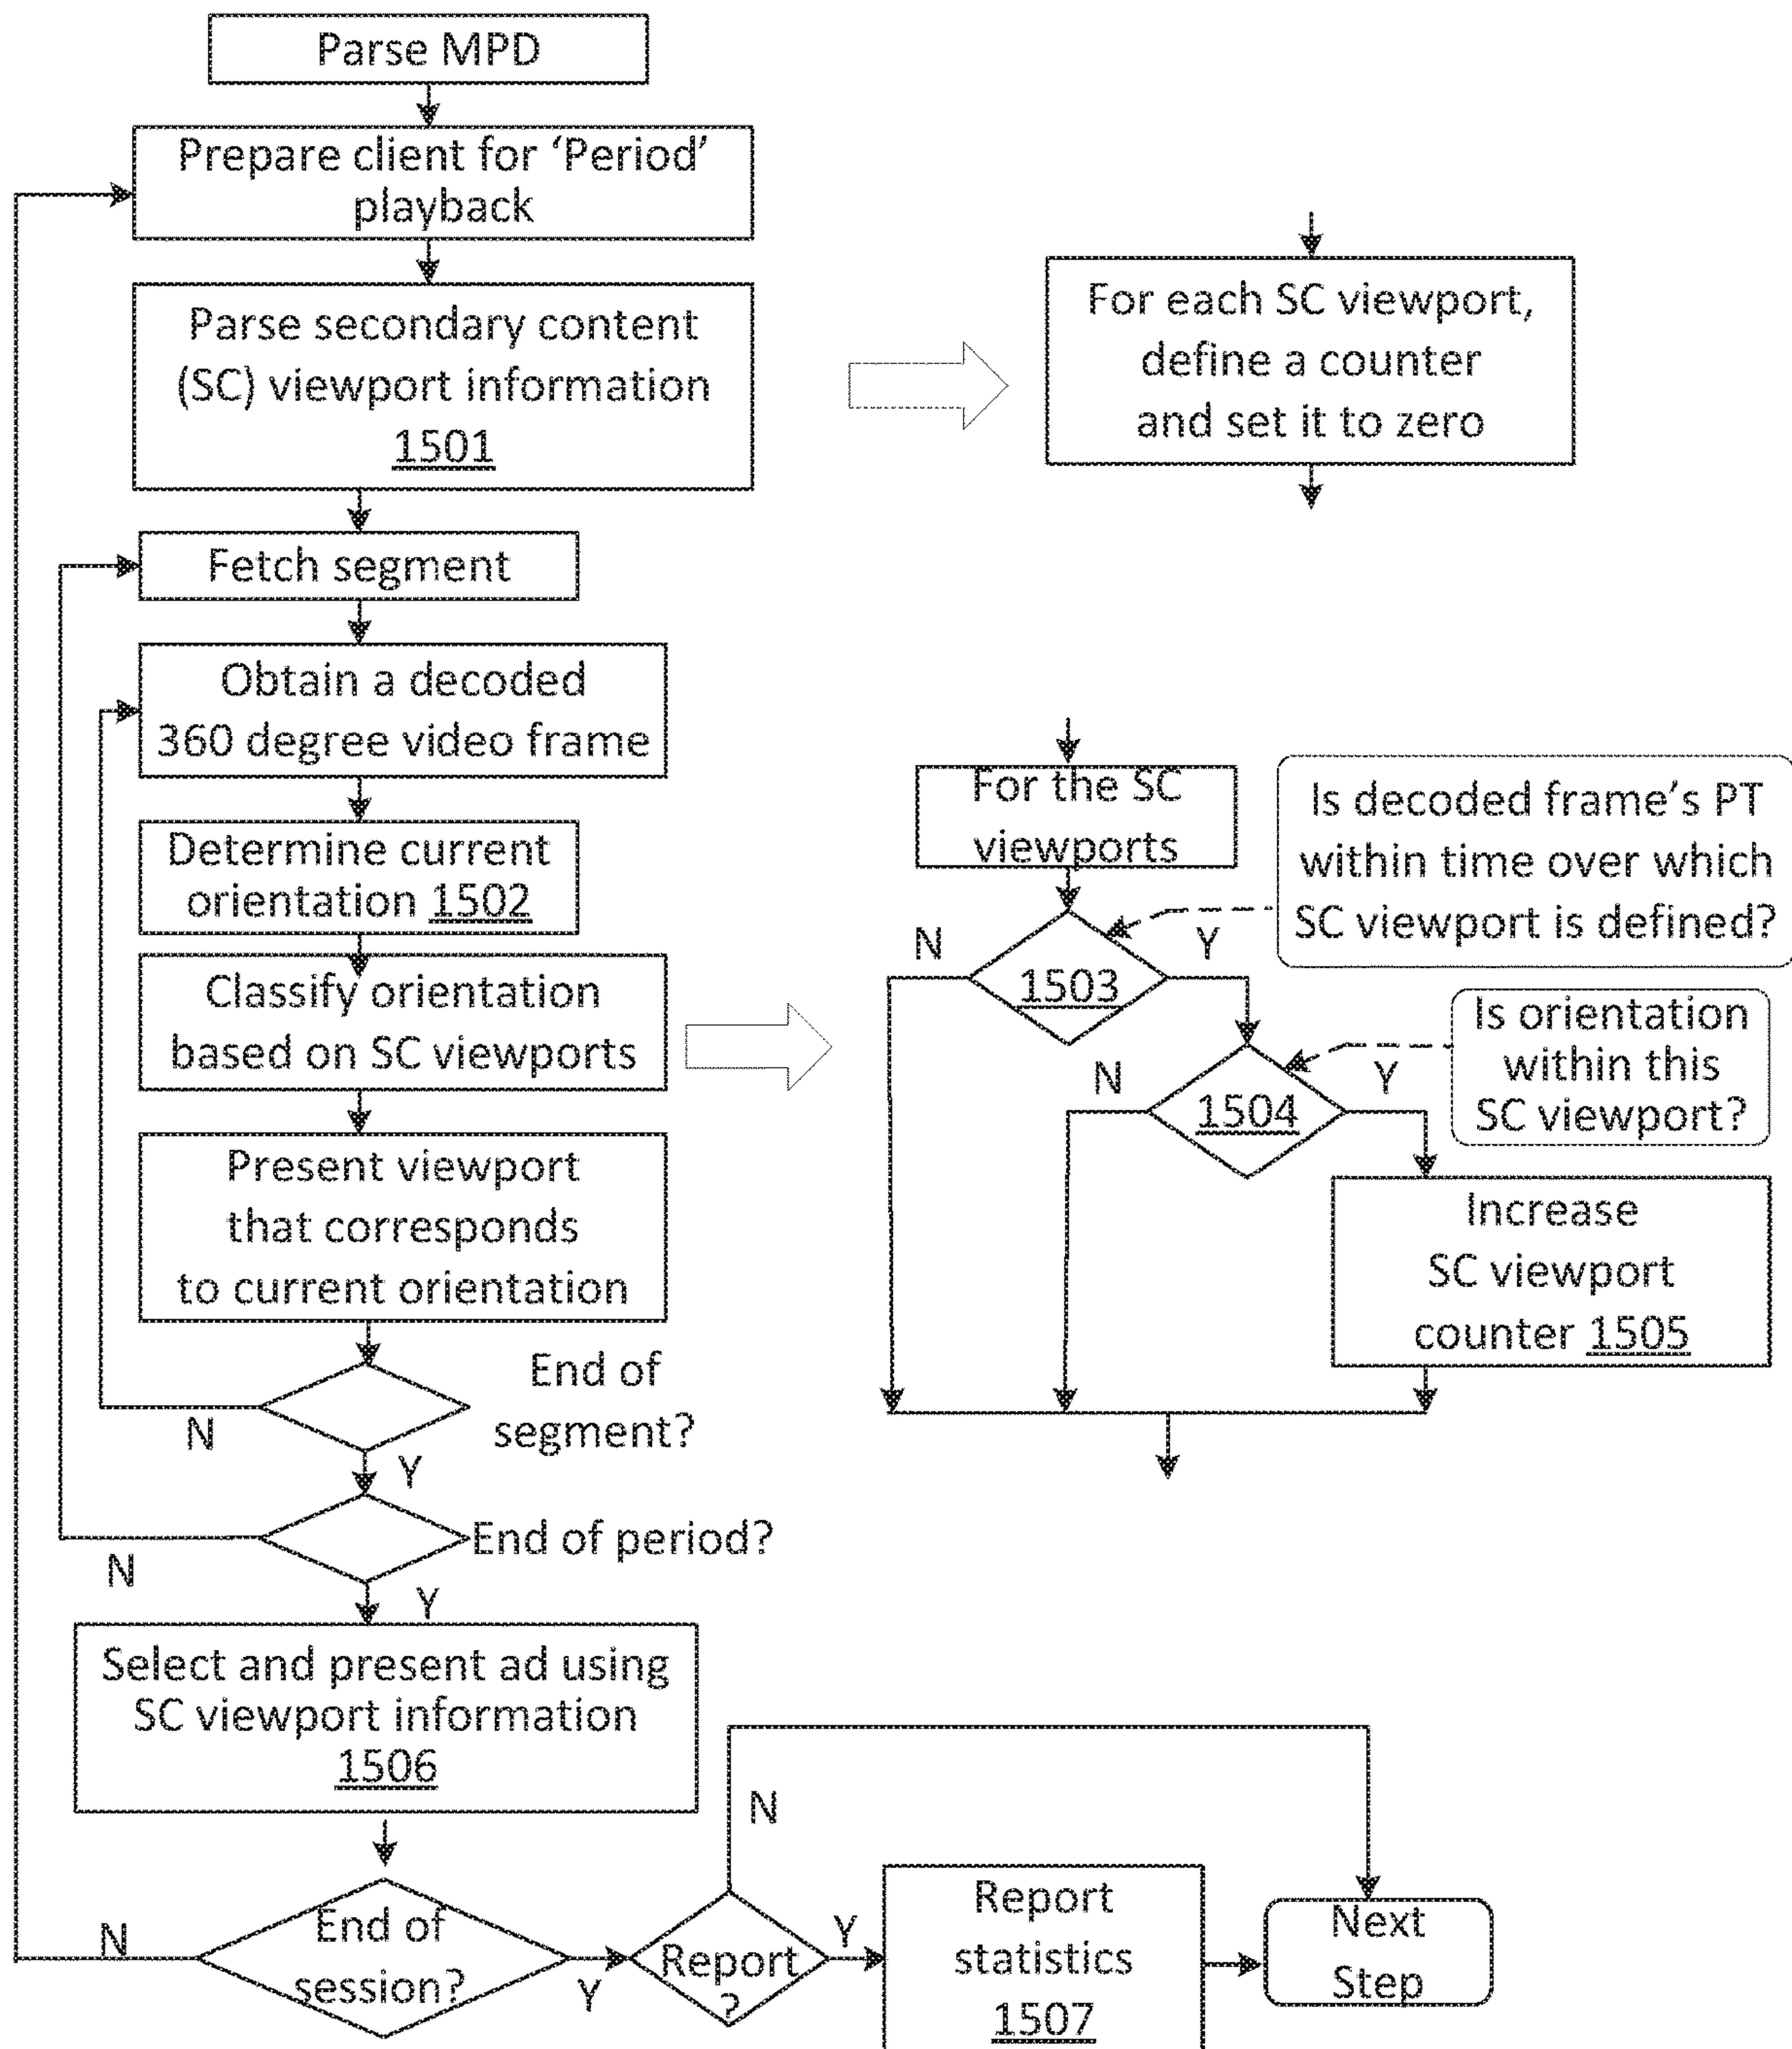 Parse MPD
Prepare client for ‘Period’
playback
Parse secondary content
(SC) viewport information
1501
For each SC viewport,
define a counter
and set it to zero
Fetch segment
Obtain a decoded
360 degree video frame
Determine current
orientation 1502
Classify orientation
based on SC viewports
Present viewport
that corresponds
to current orientation
End of
segment?
N
Y
End of period?
N
Y
For the SC
viewports
Is decoded frame’s PT
within time over which
SC viewport is defined?
N
Y
1503
Is orientation
within this
SC viewport?
N
Y
1504
Increase
SC viewport
counter 1505
Select and present ad using
SC viewport information
1506
N
End of
session?
Y
Report
?
N
Y
Report
statistics
1507
Next
Step